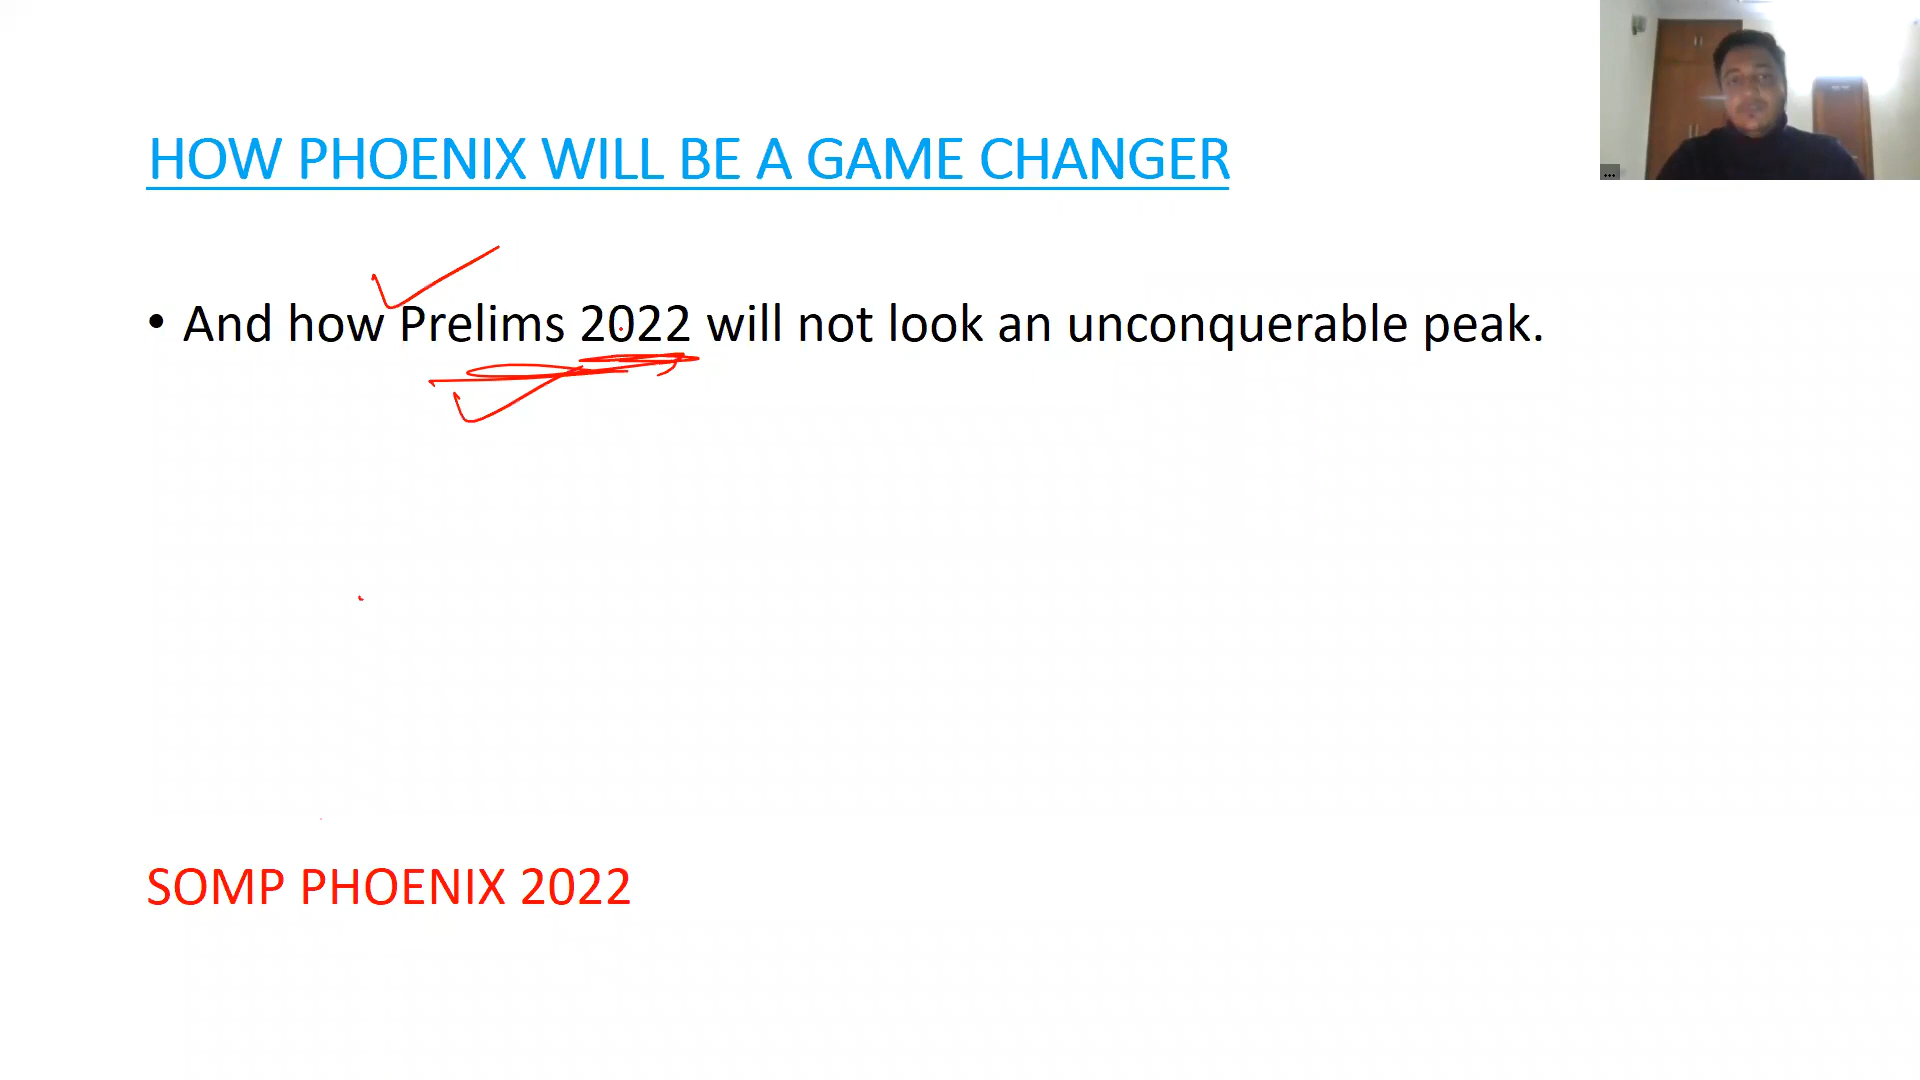 HOW PHOENIX WILL BE A GAME CHANGER
• And how Prelims 2022 will not look an unconquerable peak.
SOMP PHOENIX 2022